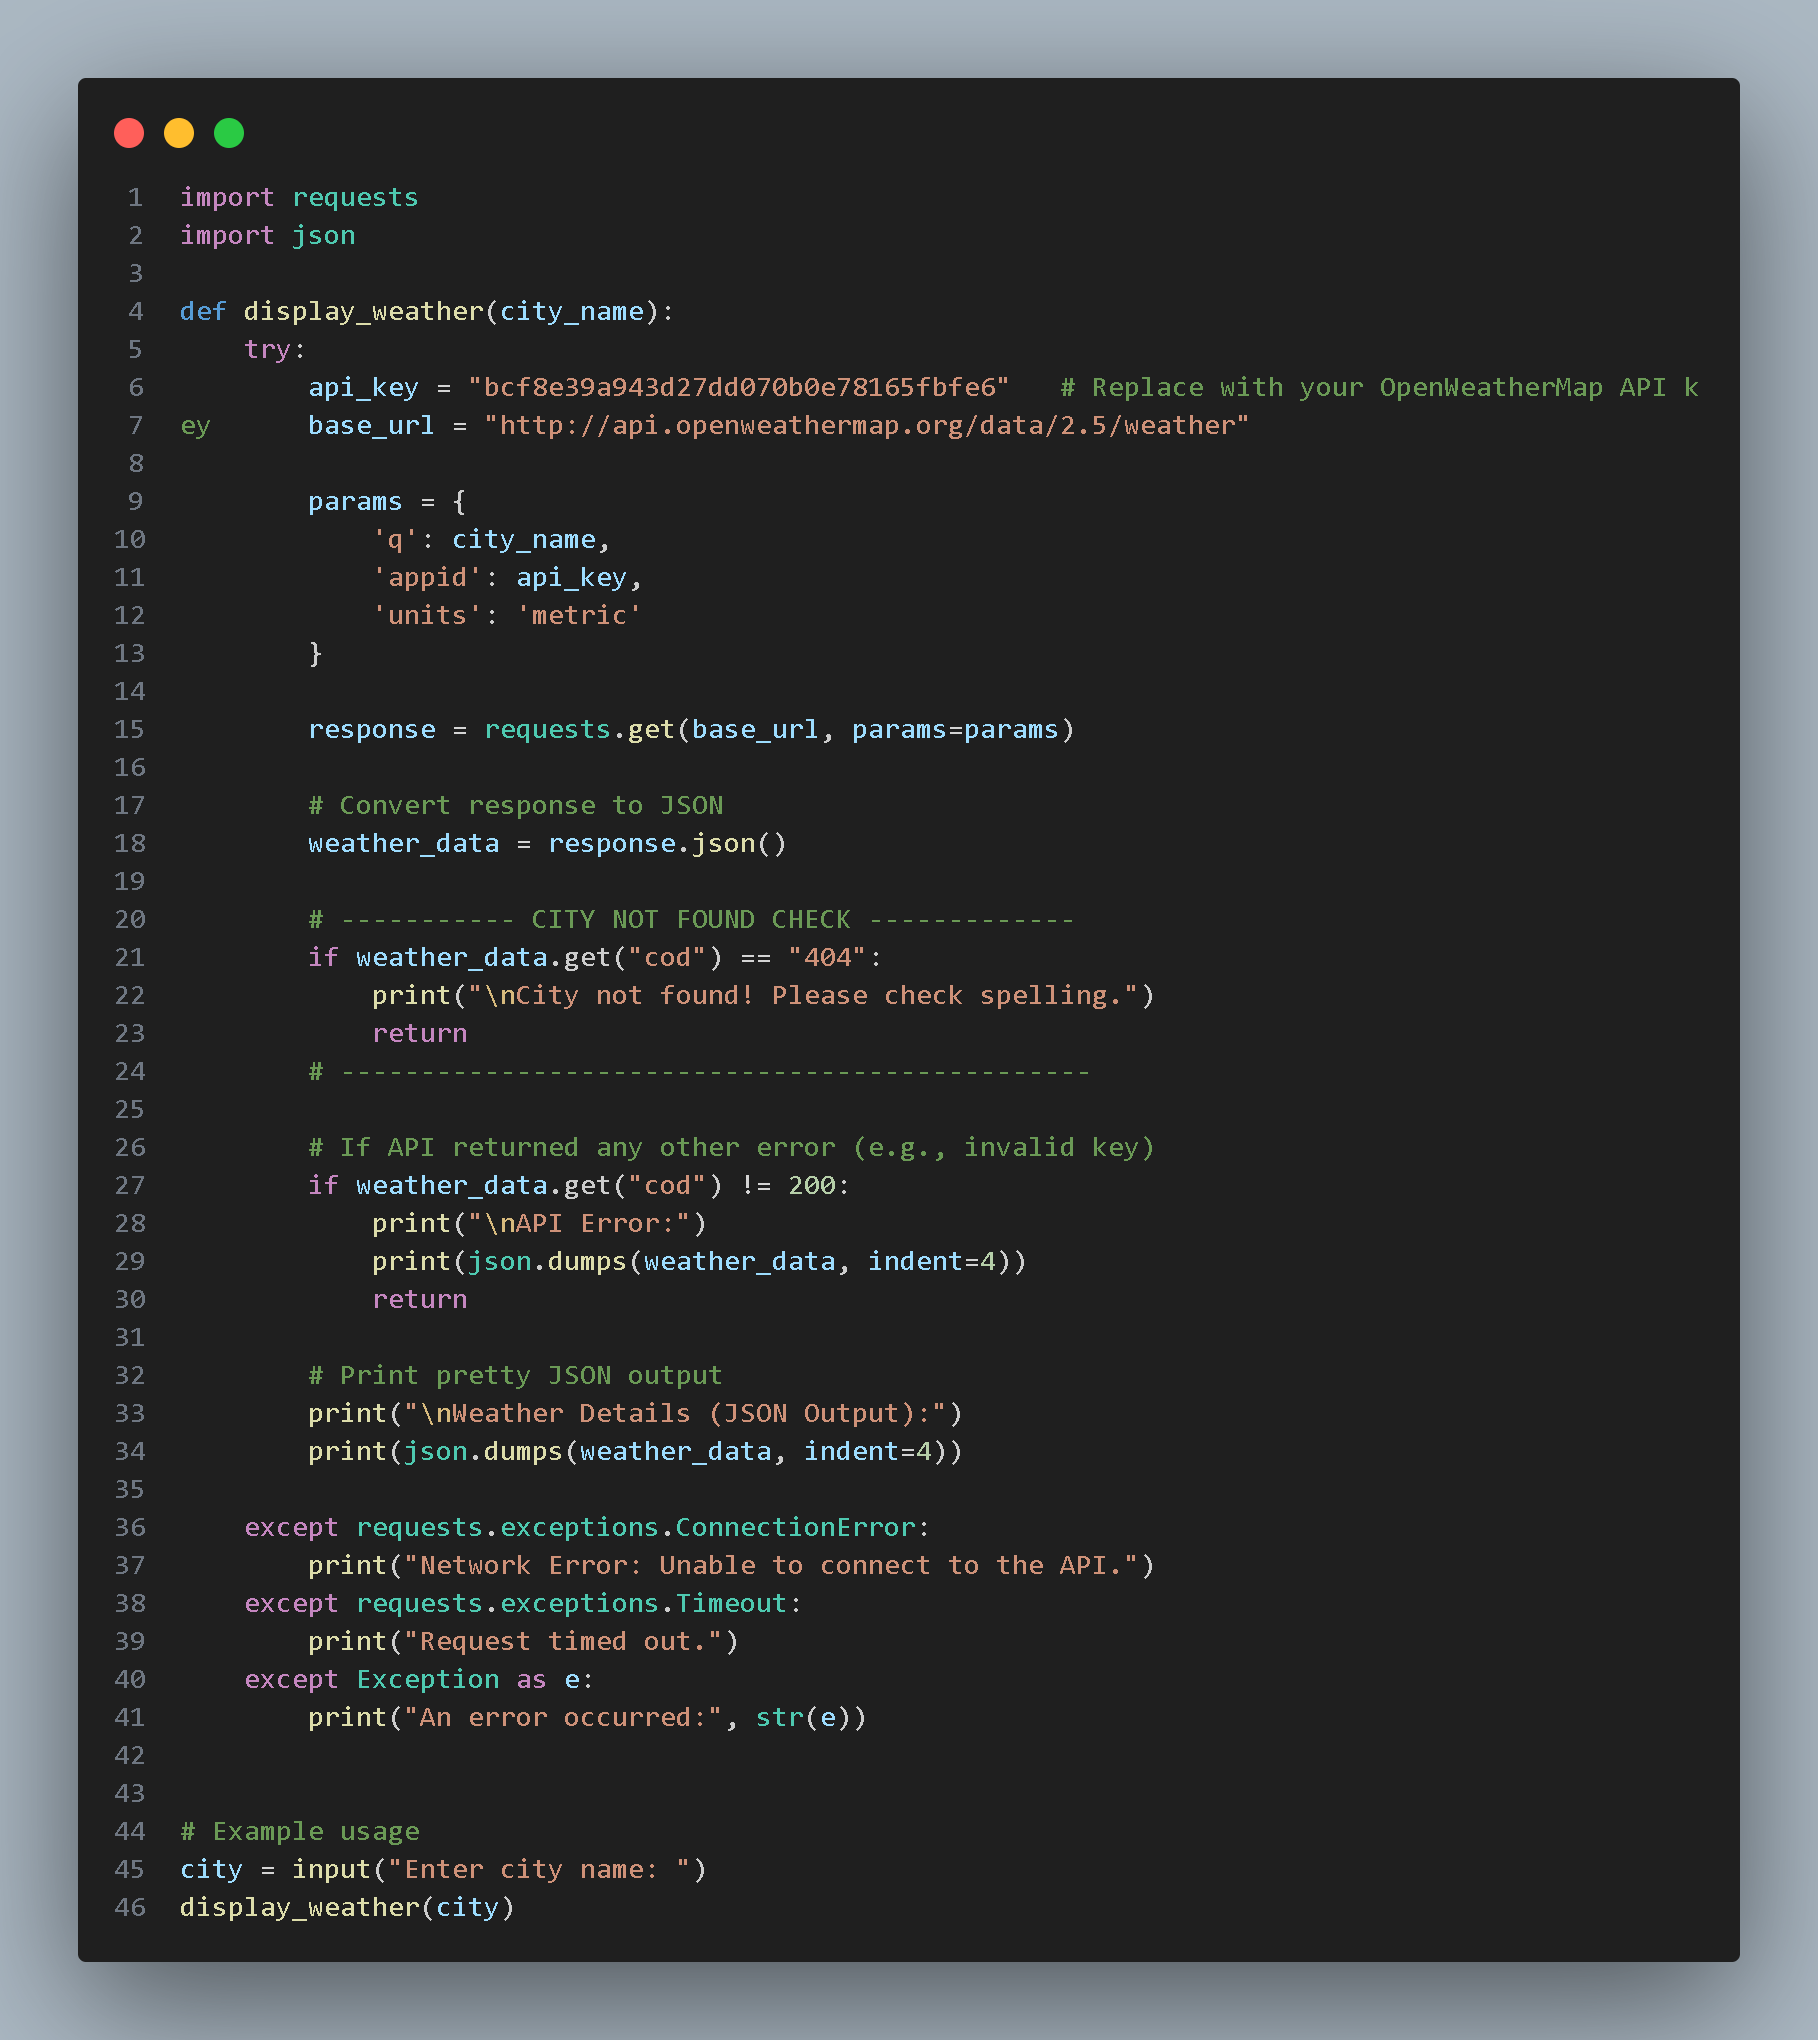 1 import requests
2 import json
3
4 def display_weather(city_name):
5     try:
6         api_key = "bcf8e39a943d27dd070b0e78165fbfe6"   # Replace with your OpenWeatherMap API k
7 ey      base_url = "http://api.openweathermap.org/data/2.5/weather"
8
9         params = {
10             'q': city_name,
11             'appid': api_key,
12             'units': 'metric'
13         }
14
15         response = requests.get(base_url, params=params)
16
17         # Convert response to JSON
18         weather_data = response.json()
19
20         # ----------- CITY NOT FOUND CHECK -------------
21         if weather_data.get("cod") == "404":
22             print("\nCity not found! Please check spelling.")
23             return
24         # -----------------------------------------------
25
26         # If API returned any other error (e.g., invalid key)
27         if weather_data.get("cod") != 200:
28             print("\nAPI Error:")
29             print(json.dumps(weather_data, indent=4))
30             return
31
32         # Print pretty JSON output
33         print("\nWeather Details (JSON Output):")
34         print(json.dumps(weather_data, indent=4))
35
36     except requests.exceptions.ConnectionError:
37         print("Network Error: Unable to connect to the API.")
38     except requests.exceptions.Timeout:
39         print("Request timed out.")
40     except Exception as e:
41         print("An error occurred:", str(e))
42
43
44 # Example usage
45 city = input("Enter city name: ")
46 display_weather(city)